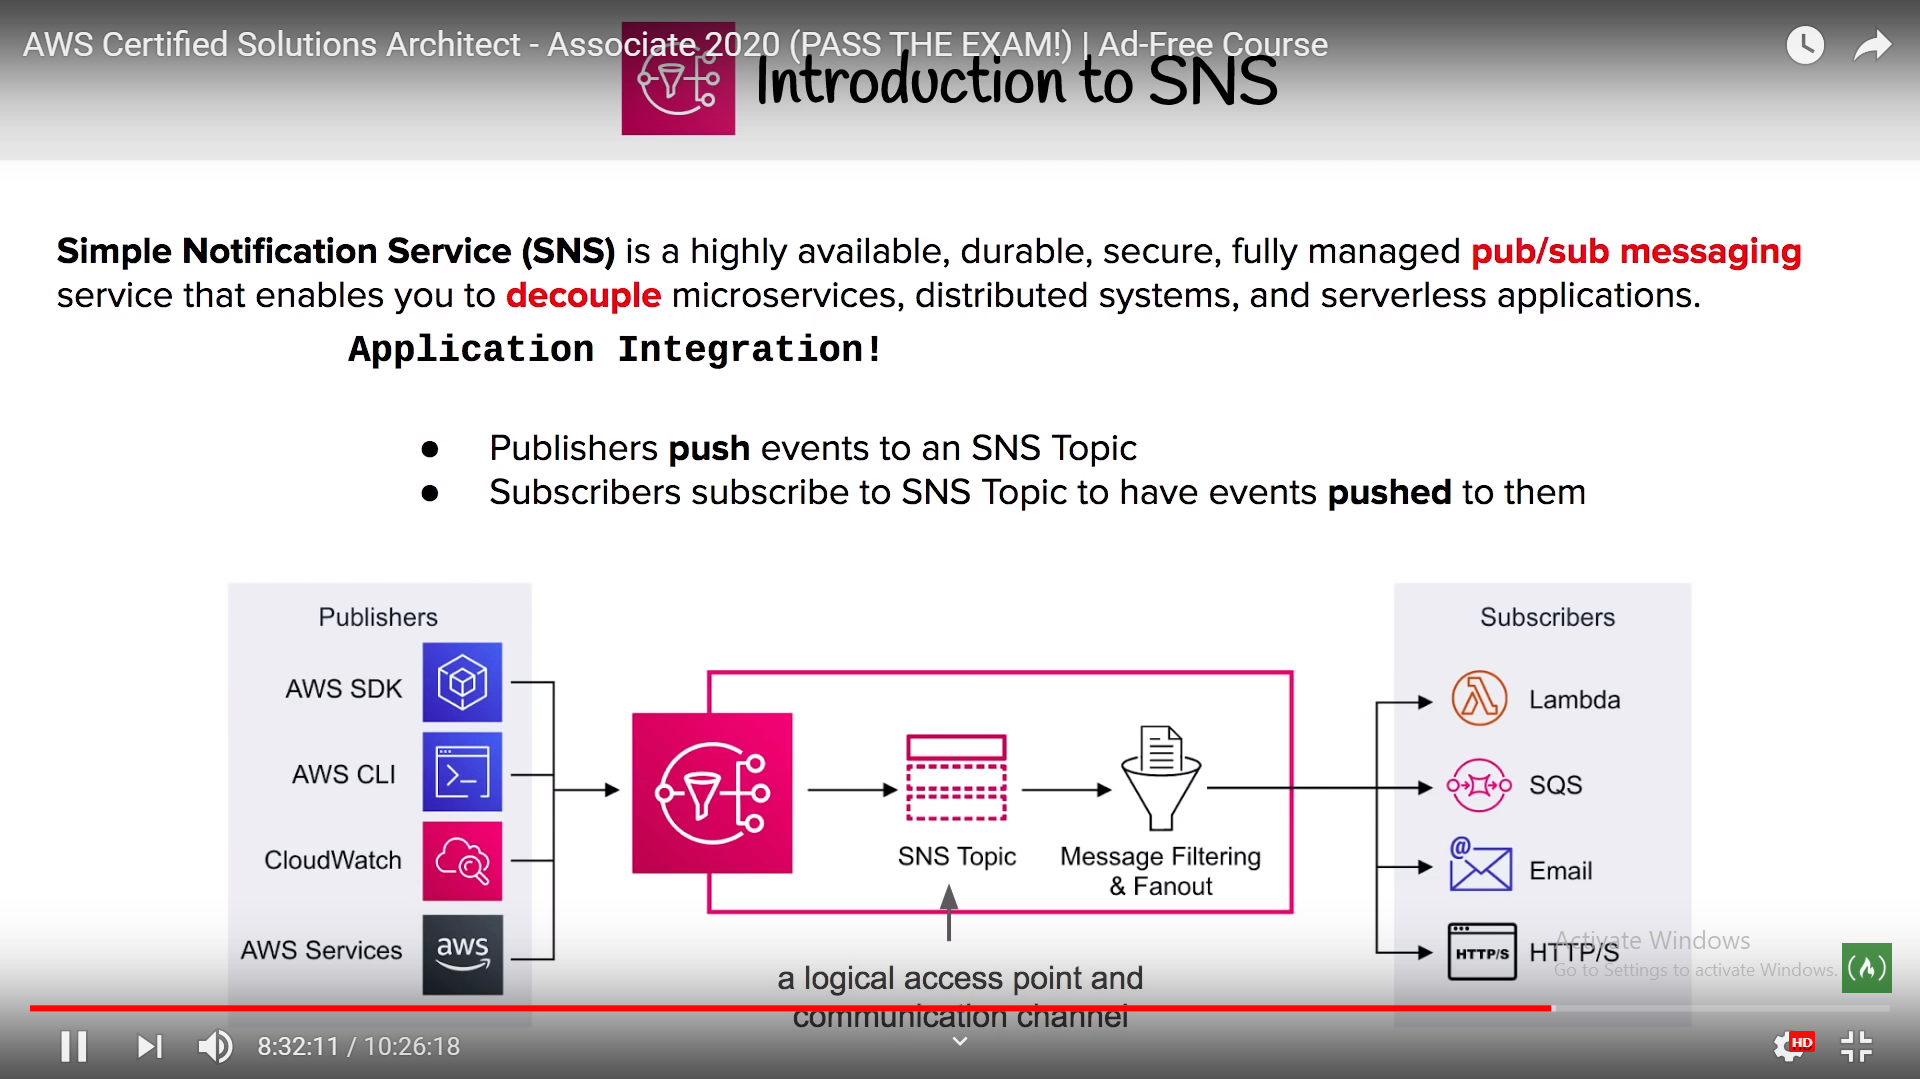 AWS Certified Solutions Architect - Associate 2020 (PASS THE EXAM!) | Ad-Free Course
Introduction to SNS
Simple Notification Service (SNS) is a highly available, durable, secure, fully managed pub/sub messaging
service that enables you to decouple microservices, distributed systems, and serverless applications.
Application Integration!
● Publishers push events to an SNS Topic
● Subscribers subscribe to SNS Topic to have events pushed to them
Publishers
AWS SDK
AWS CLI
CloudWatch
AWS Services
aws
SNS Topic
Message Filtering
& Fanout
a logical access point and
communication channel
Subscribers
Lambda
SQS
@
Email
HTTP/S
HTTP/S
Activate Windows
Go to Settings to activate Windows.
8:32:11 / 10:26:18
HD